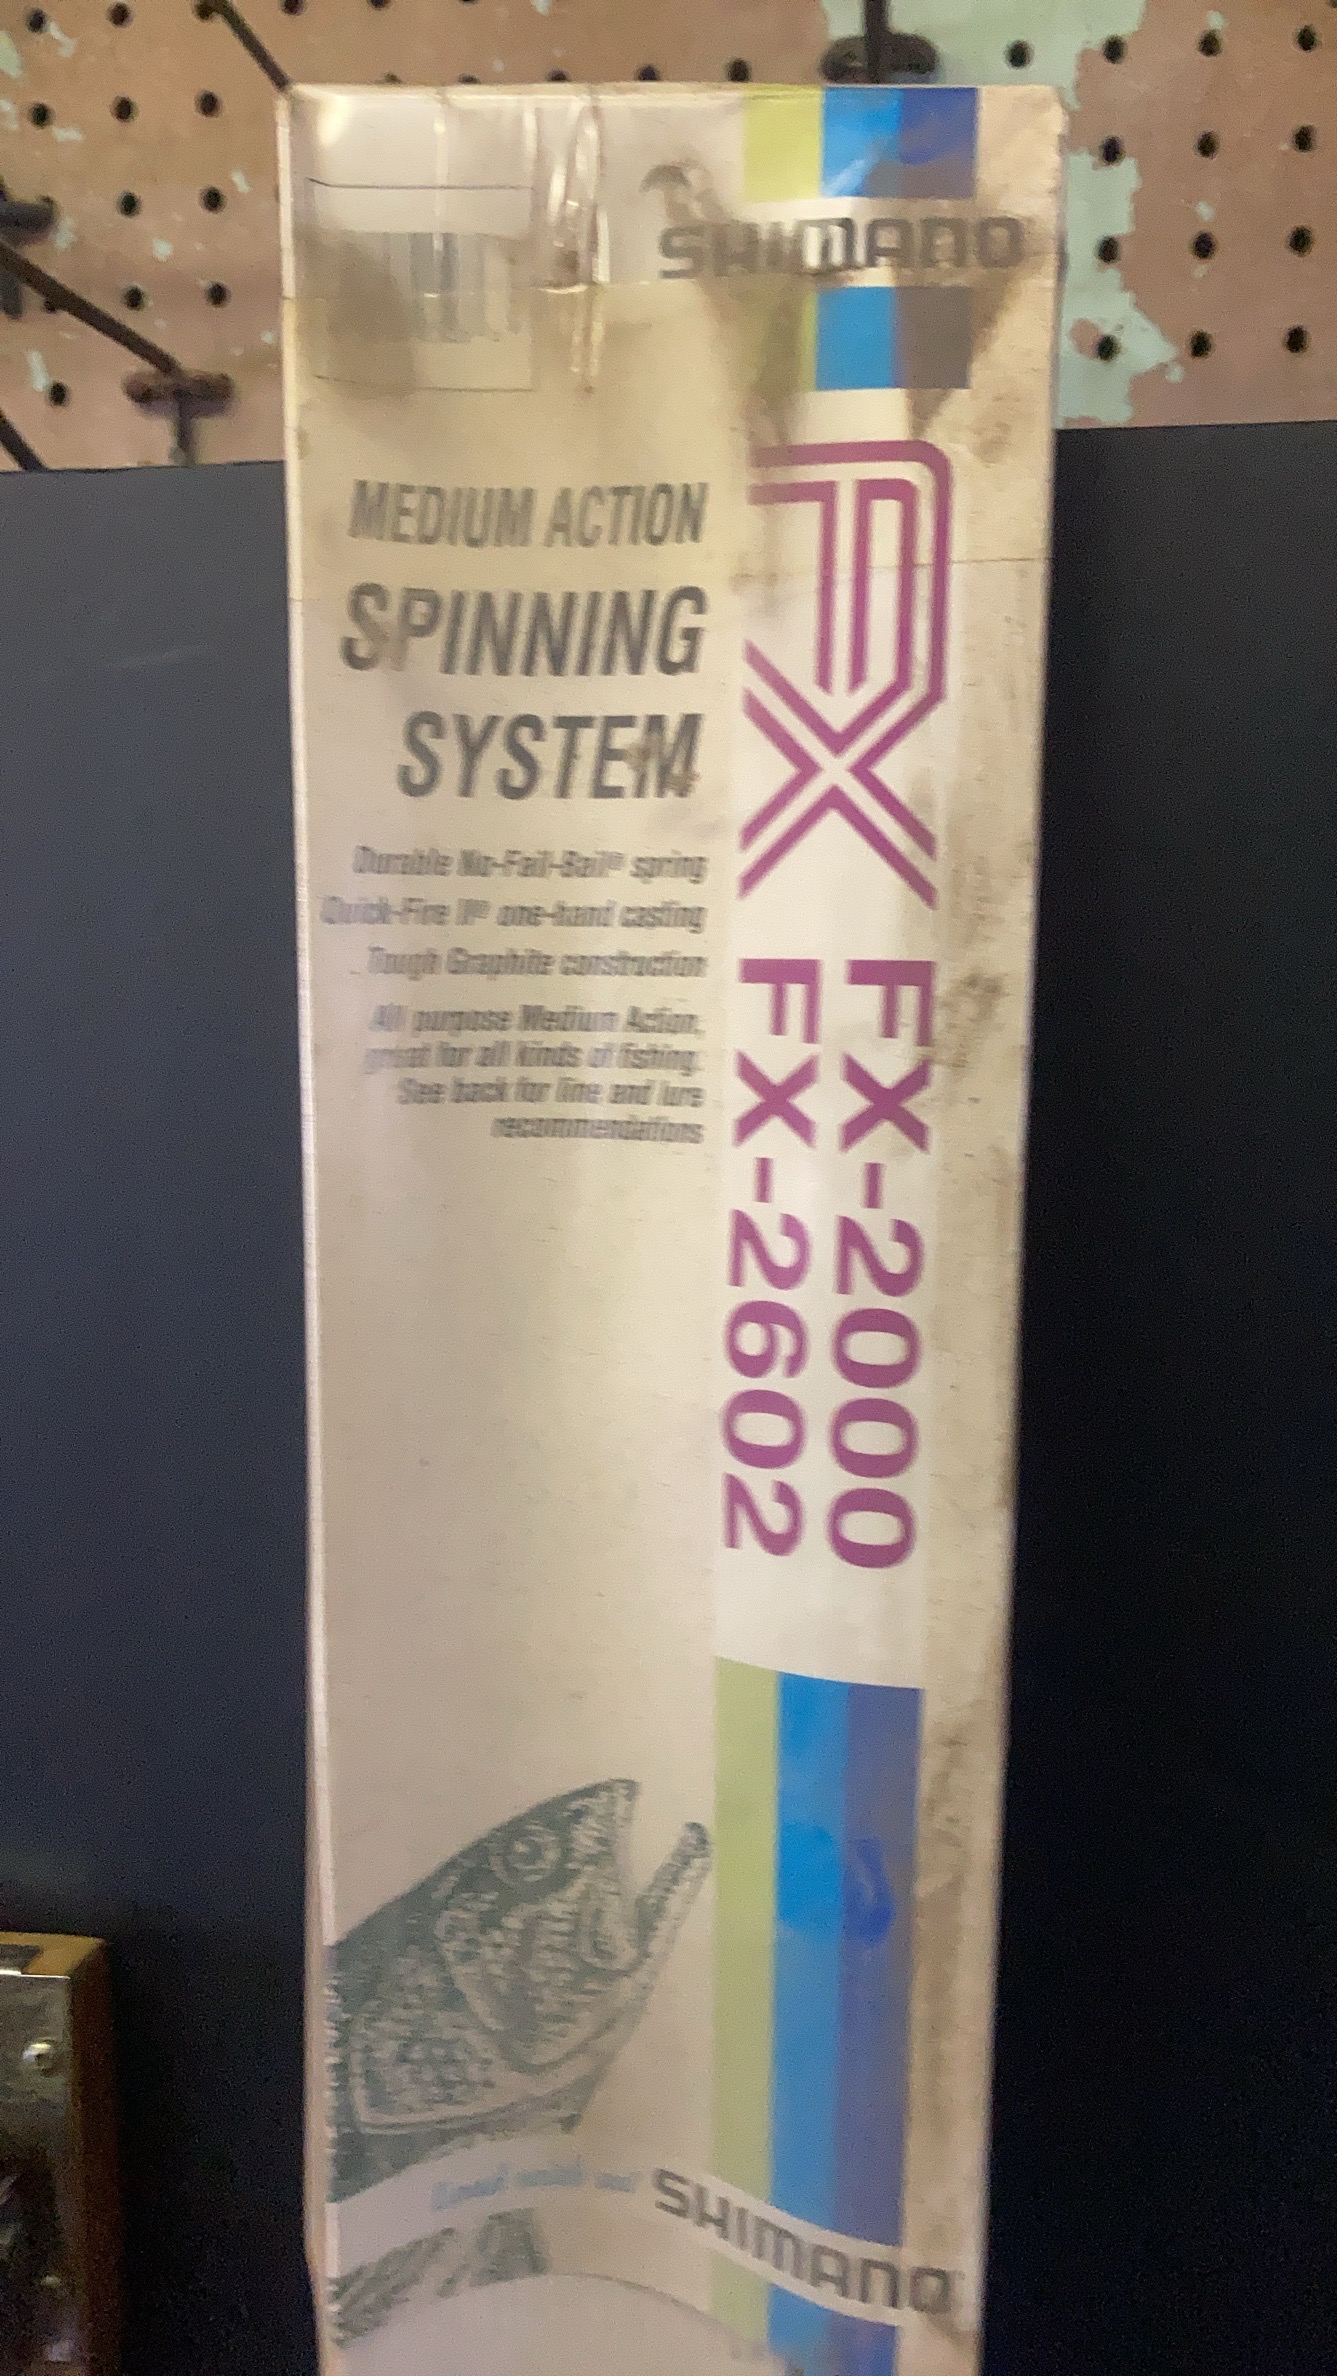 SHIMANO
FX
FX-2000
FX-2602
MEDIUM ACTION
SPINNING
SYSTEM
Durable No-Fail-Bail® spring
Quick-Fire II® one-hand casting
Tough Graphite construction
All purpose Medium Action,
great for all kinds of fishing.
See back for line and lure
recommendations
SHIMANO